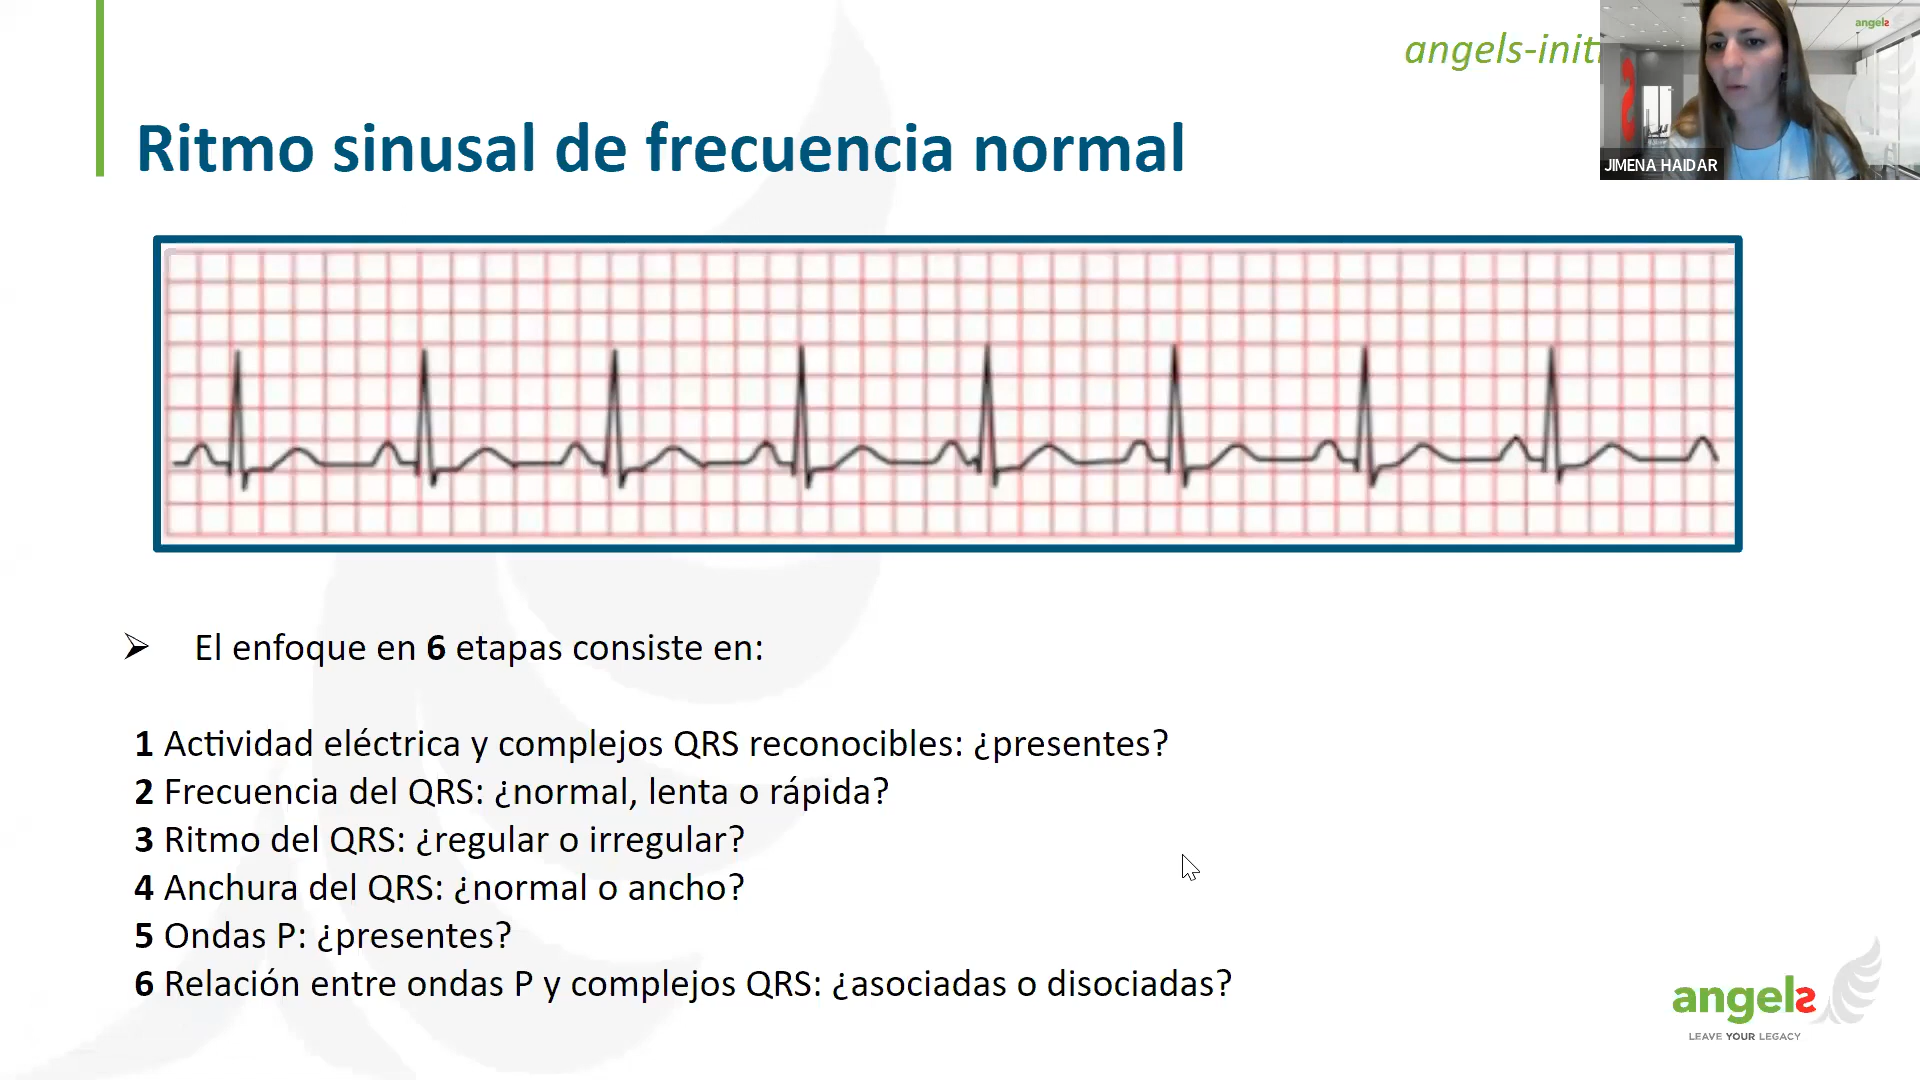 angels-initi
angels
JIMENA HAIDAR
Ritmo sinusal de frecuencia normal
➤ El enfoque en 6 etapas consiste en:
1 Actividad eléctrica y complejos QRS reconocibles: ¿presentes?
2 Frecuencia del QRS: ¿normal, lenta o rápida?
3 Ritmo del QRS: ¿regular o irregular?
4 Anchura del QRS: ¿normal o ancho?
5 Ondas P: ¿presentes?
6 Relación entre ondas P y complejos QRS: ¿asociadas o disociadas?
angels
LEAVE YOUR LEGACY